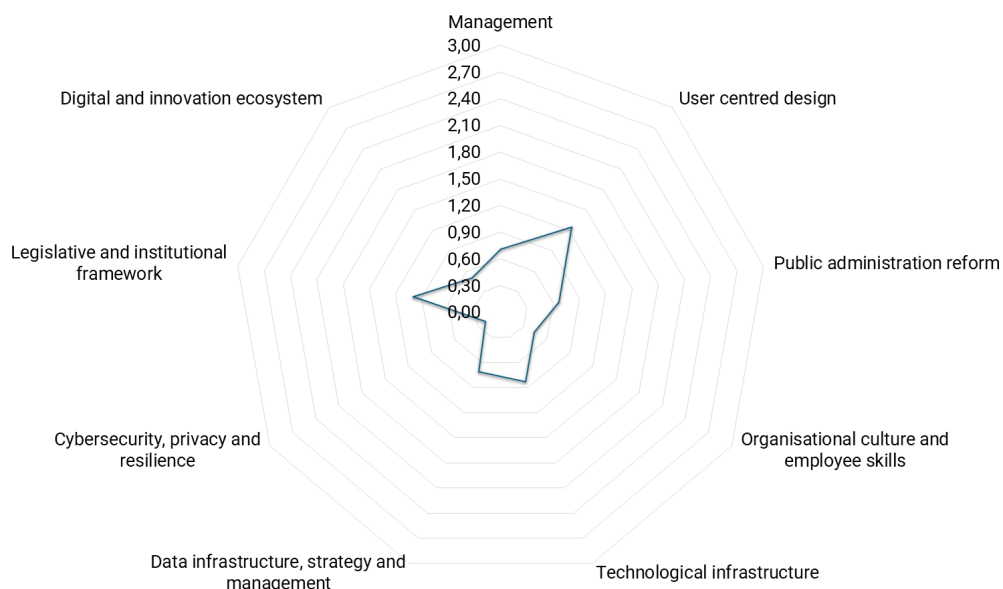 Management
3,00
2,70
2,40
2,10
1,80
1,50
1,20
0,90
0,60
0,30
0,00
User centred design
Public administration reform
Organisational culture and
employee skills
Technological infrastructure
Data infrastructure, strategy and
management
Cybersecurity, privacy and
resilience
Legislative and institutional
framework
Digital and innovation ecosystem